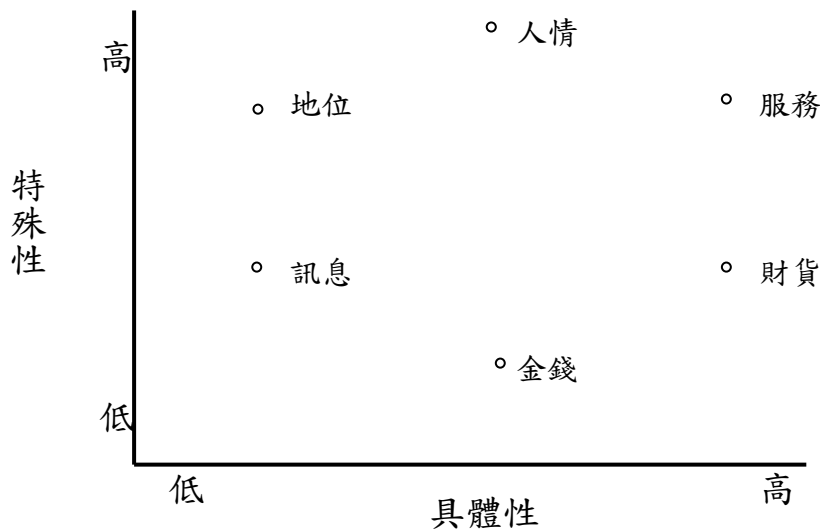 人情
高
地位
服務
特殊性
訊息
財貨
金錢
低
低
高
具體性